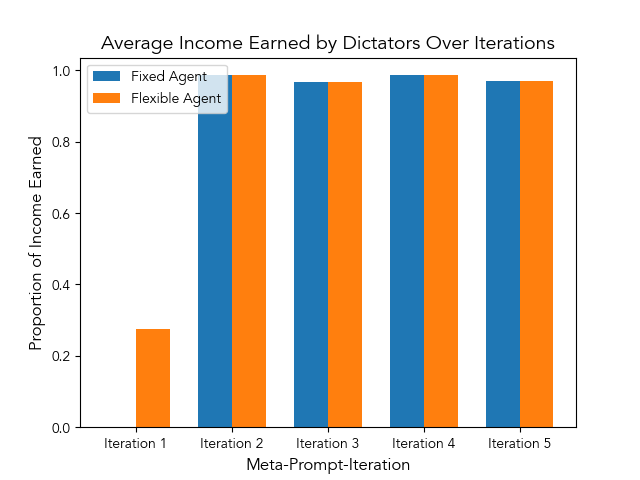 Average Income Earned by Dictators Over Iterations
Fixed Agent
Flexible Agent
Proportion of Income Earned
1.0
0.8
0.6
0.4
0.2
0.0
Iteration 1
Iteration 2
Iteration 3
Iteration 4
Iteration 5
Meta-Prompt-Iteration